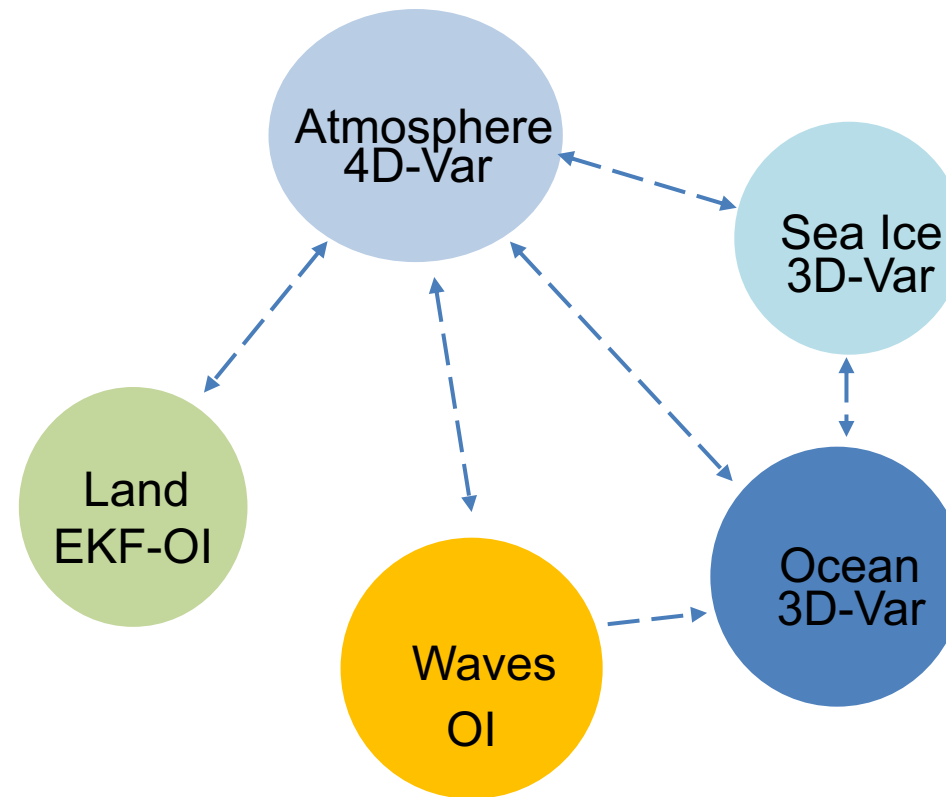 Atmosphere
4D-Var
Sea Ice
3D-Var
Land
EKF-OI
Ocean
3D-Var
Waves
OI